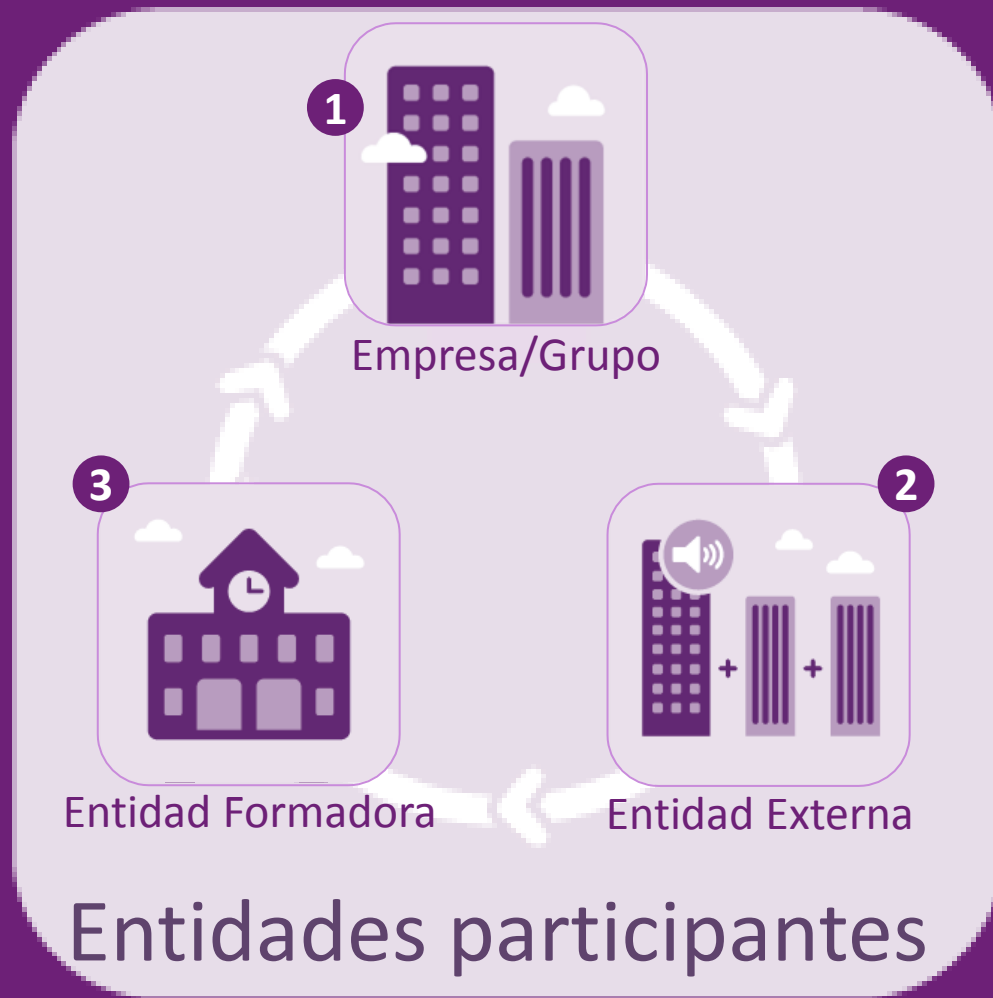 1
Empresa/Grupo
3
2
+ +
Entidad Formadora
Entidad Externa
Entidades participantes